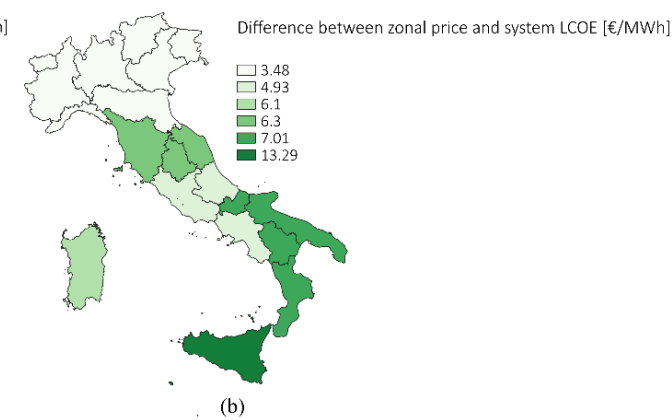 h]
Difference between zonal price and system LCOE [€/MWh]
3.48
4.93
6.1
6.3
7.01
13.29
(b)